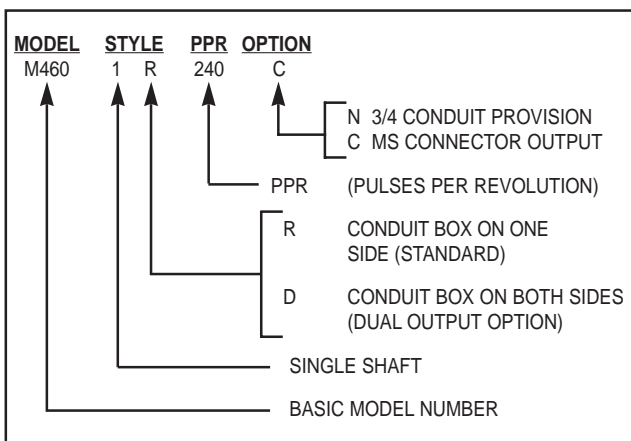 MODEL STYLE PPR OPTION
M460 1 R 240 C
N 3/4 CONDUIT PROVISION
C MS CONNECTOR OUTPUT
PPR (PULSES PER REVOLUTION)
R CONDUIT BOX ON ONE
SIDE (STANDARD)
D CONDUIT BOX ON BOTH SIDES
(DUAL OUTPUT OPTION)
SINGLE SHAFT
BASIC MODEL NUMBER